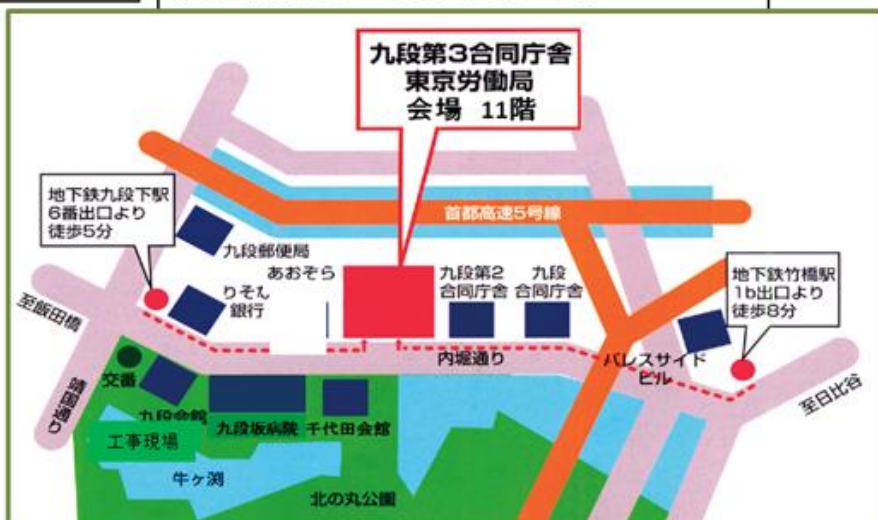 九段第3合同庁舎
東京労働局
会場 11階
地下鉄九段下駅
6番出口より
徒歩5分
首都高速5号線
九段郵便局
あおぞら
九段第2
合同庁舎
九段
合同庁舎
地下鉄竹橋駅
1b出口より
徒歩8分
りそな
銀行
至飯田橋
内堀通り
パレスサイド
ビル
交番
靖国通り
至日比谷
九段会館
九段坂病院
千代田会館
工事現場
牛ヶ渕
北の丸公園